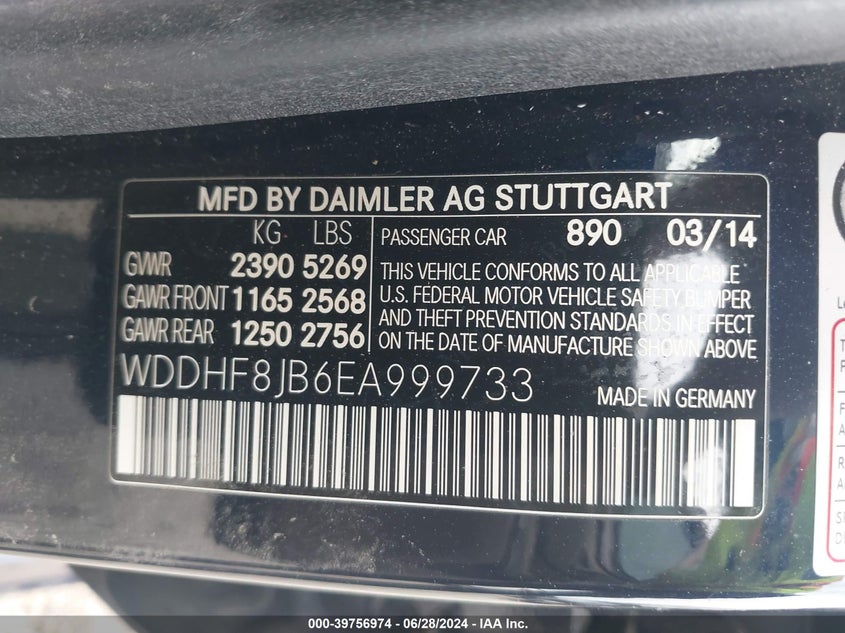 MFD BY DAIMLER AG STUTTGART
KG LBS
GVWR 2390 5269
GAWR FRONT 1165 2568
GAWR REAR 1250 2756
PASSENGER CAR 890 03/14
THIS VEHICLE CONFORMS TO ALL APPLICABLE
U.S. FEDERAL MOTOR VEHICLE SAFETY BUMPER
AND THEFT PREVENTION STANDARDS IN EFFECT
ON THE DATE OF MANUFACTURE SHOWN ABOVE
WDDHF8JB6EA999733
MADE IN GERMANY
000-39756974 / 06/28/2024 - IAA Inc.